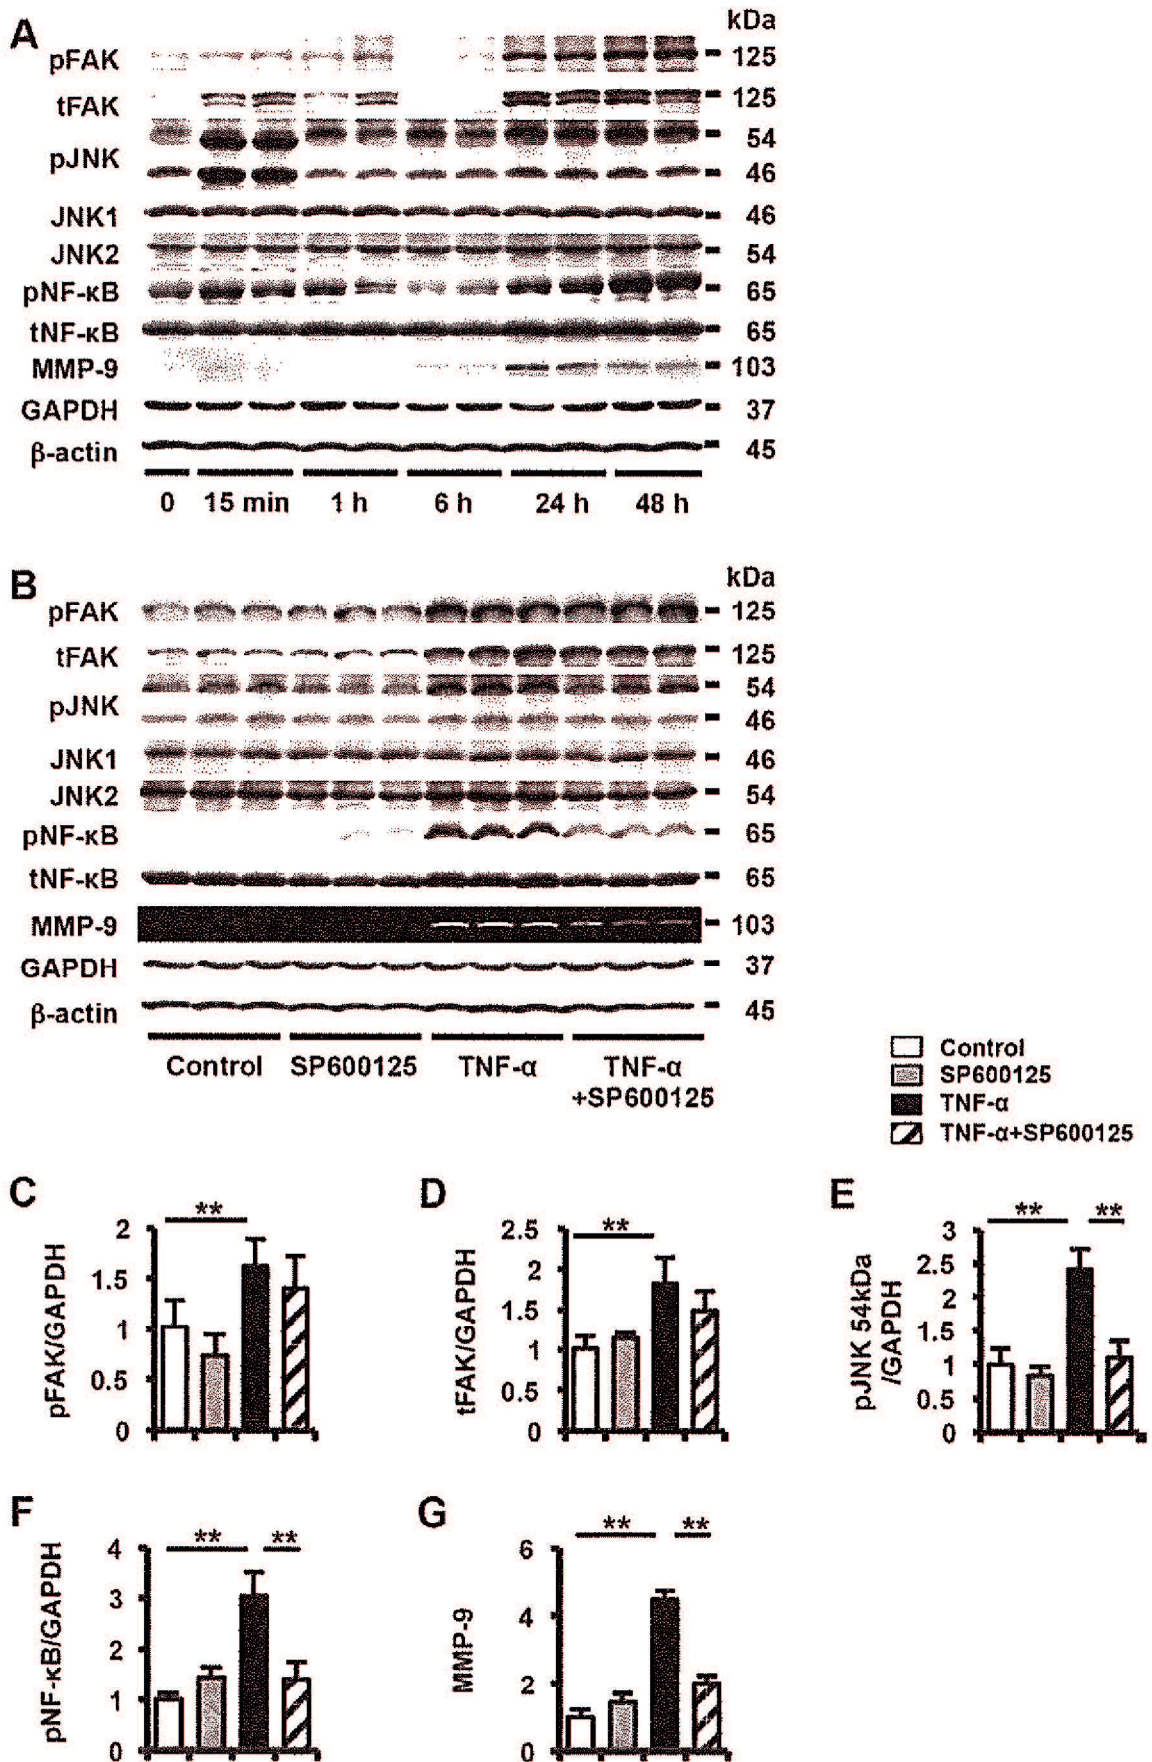 A
kDa
pFAK 125
tFAK 125
pJNK 54
46
JNK1 46
JNK2 54
pNF-κB 65
tNF-κB 65
MMP-9 103
GAPDH 37
β-actin 45
0 15 min 1 h 6 h 24 h 48 h
B
kDa
pFAK 125
tFAK 125
pJNK 54
46
JNK1 46
JNK2 54
pNF-κB 65
tNF-κB 65
MMP-9 103
GAPDH 37
β-actin 45
Control SP600125 TNF-α TNF-α
+SP600125
Control
SP600125
TNF-α
TNF-α+SP600125
C
**
pFAK/GAPDH
2
1.5
1
0.5
0
D
**
tFAK/GAPDH
2.5
2
1.5
1
0.5
0
E
** **
pJNK 54kDa
/GAPDH
3
2.5
2
1.5
1
0.5
0
F
** **
pNF-κB/GAPDH
4
3
2
1
0
G
** **
MMP-9
6
4
2
0